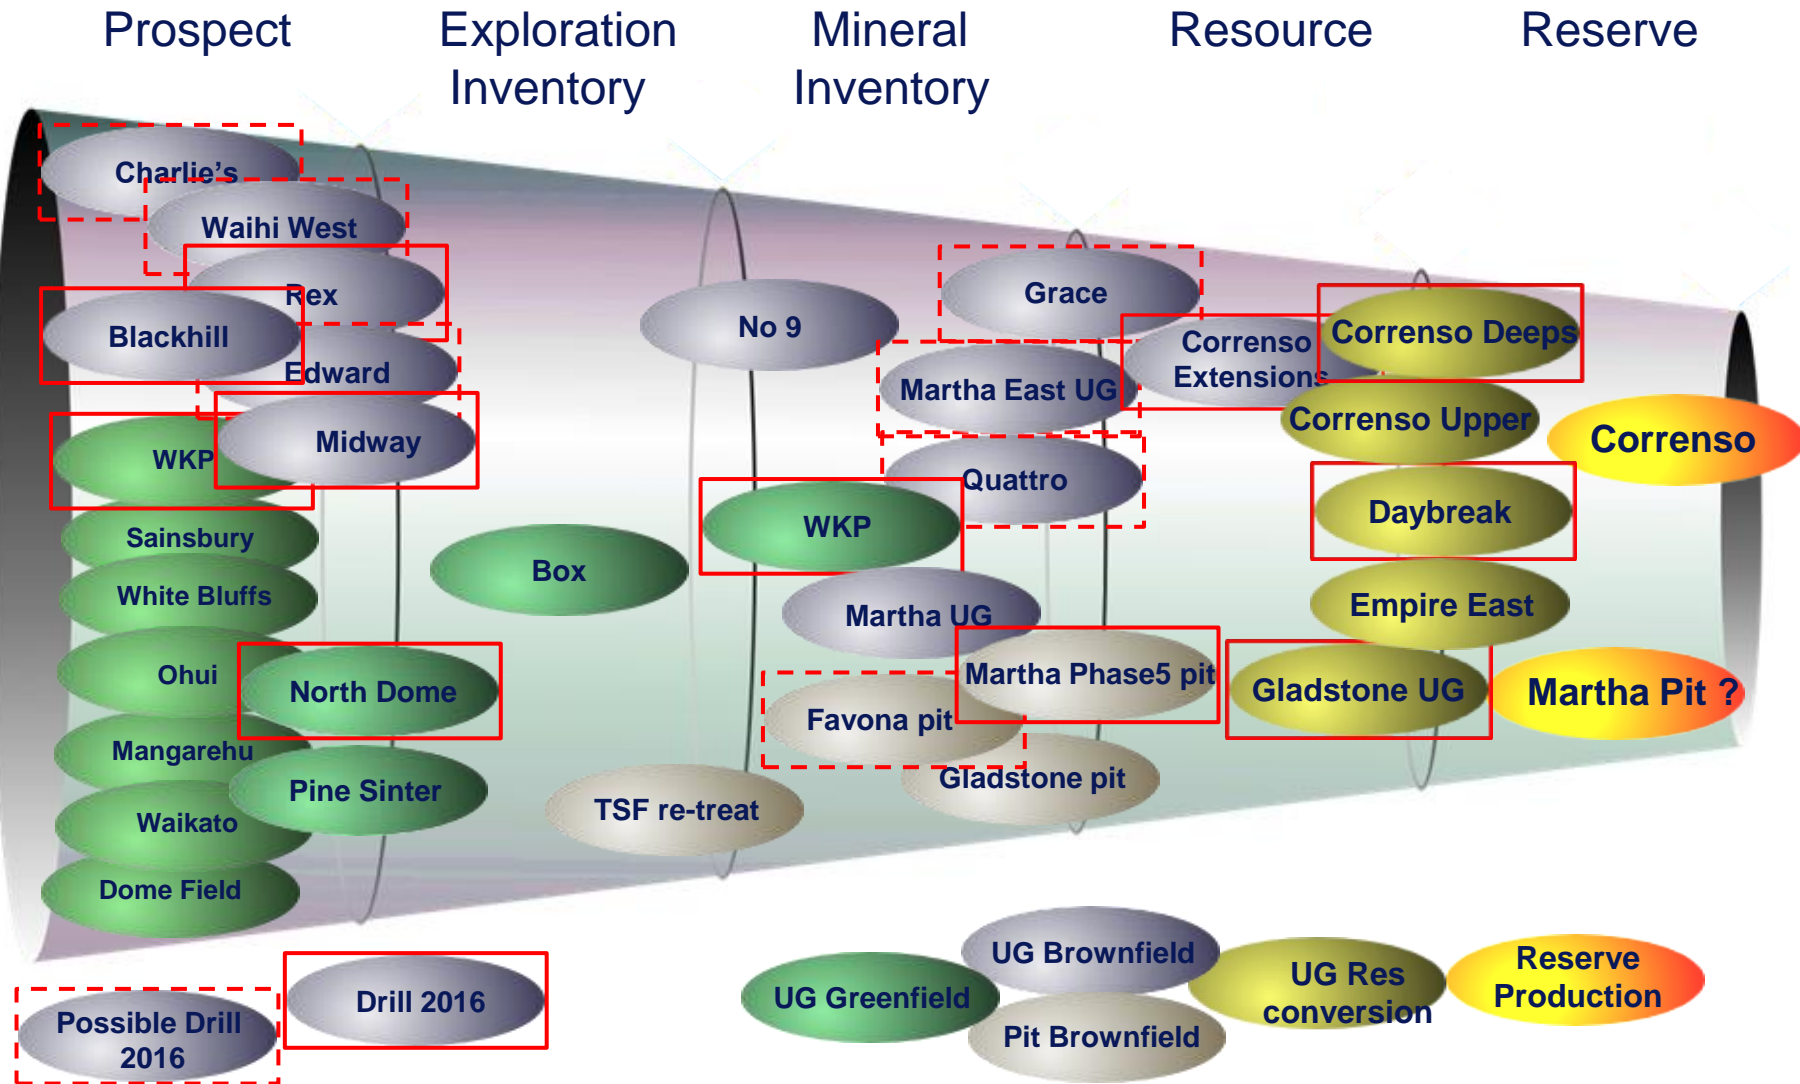 Prospect
Exploration
Inventory
Mineral
Inventory
Resource
Reserve
Charlie's
Waihi West
Rex
Blackhill
Edward
Midway
WKP
Sainsbury
White Bluffs
Ohui
North Dome
Mangarehu
Pine Sinter
Waikato
Dome Field
Box
TSF re-treat
No 9
WKP
Martha UG
Favona pit
Gladstone pit
Grace
Martha East UG
Quattro
Martha Phase5 pit
Correnso
Extensions
Correnso Deeps
Correnso Upper
Daybreak
Empire East
Gladstone UG
Correnso
Martha Pit ?
Possible Drill
2016
Drill 2016
UG Greenfield
UG Brownfield
Pit Brownfield
UG Res
conversion
Reserve
Production